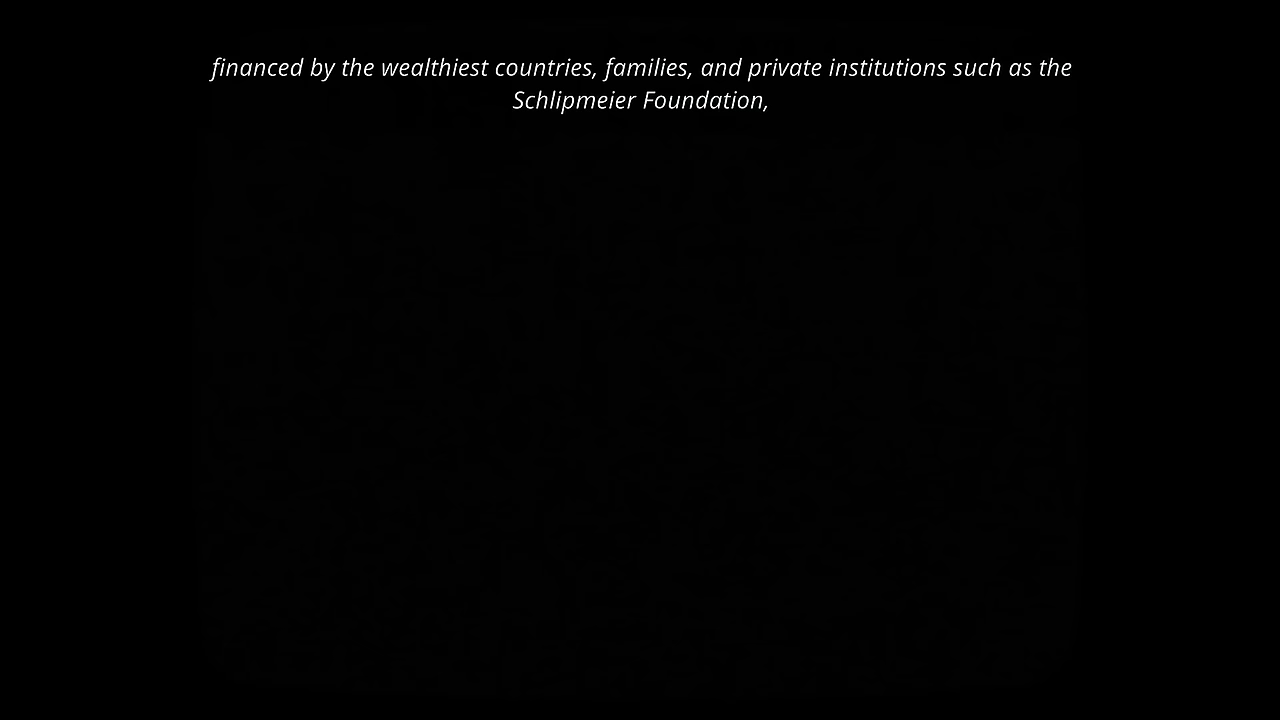 financed by the wealthiest countries, families, and private institutions such as the
Schlipmeier Foundation,